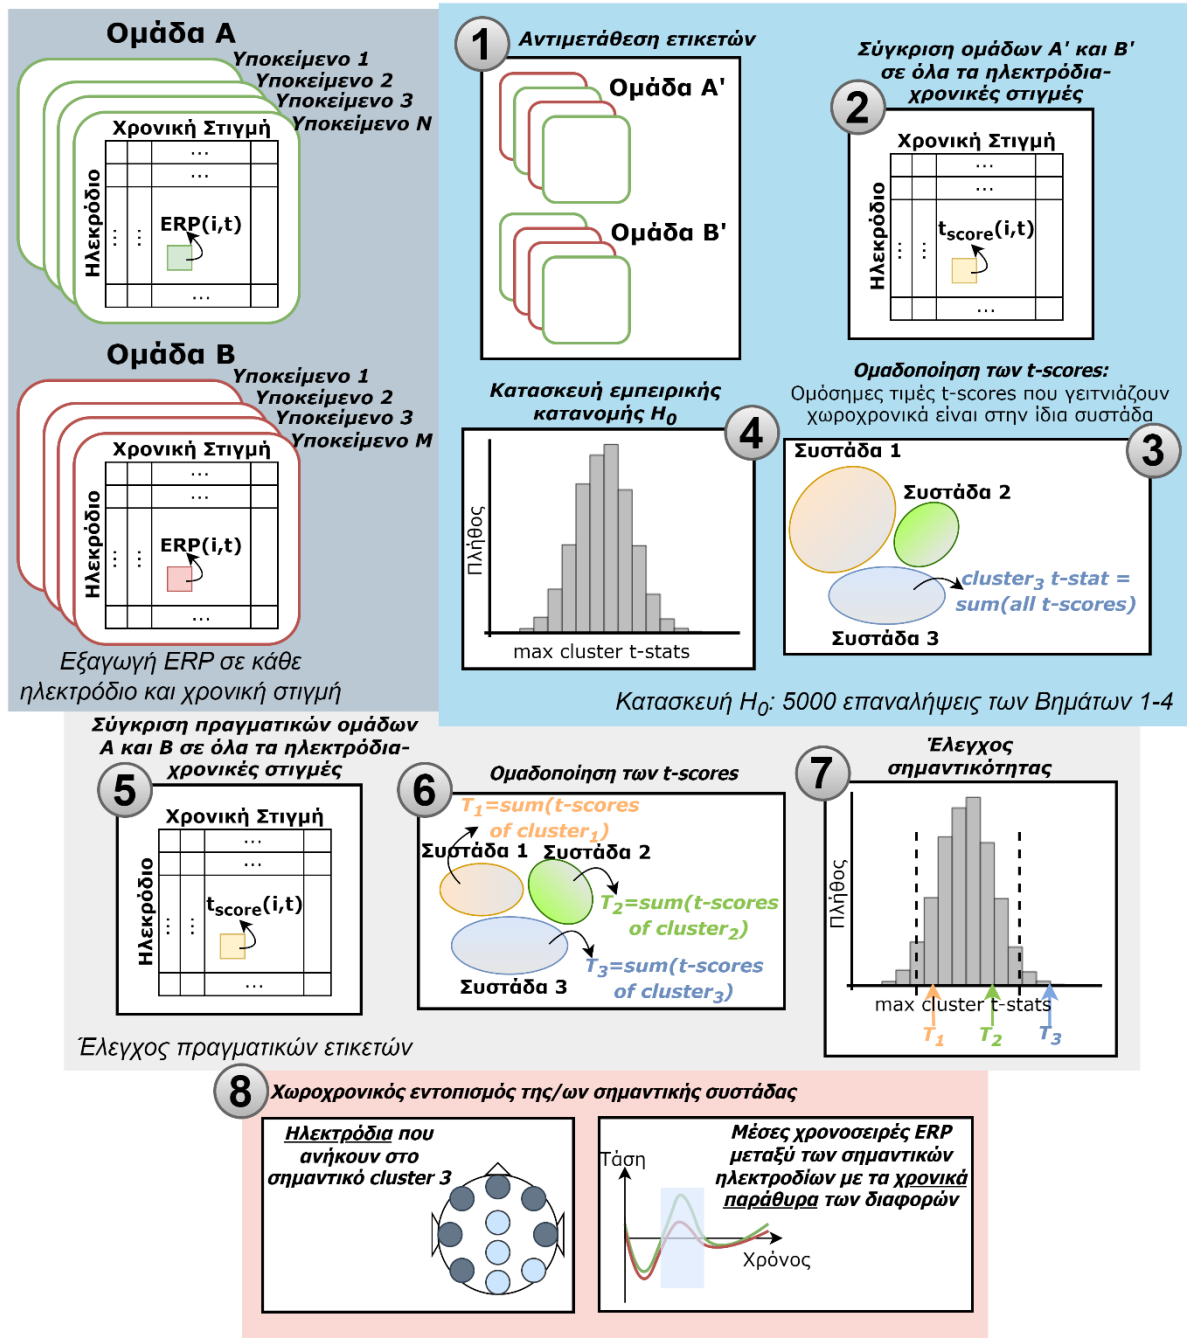 Ομάδα Α
Υποκείμενο 1
Υποκείμενο 2
Υποκείμενο 3
Υποκείμενο Ν
Χρονική Στιγμή
Ηλεκρόδιο
...
...
ERP(i,t)
...
...
...
Ομάδα Β
Υποκείμενο 1
Υποκείμενο 2
Υποκείμενο 3
Υποκείμενο Μ
Χρονική Στιγμή
Ηλεκρόδιο
...
...
ERP(i,t)
...
...
...
Εξαγωγή ERP σε κάθε
ηλεκτρόδιο και χρονική στιγμή
1
Αντιμετάθεση ετικετών
Ομάδα Α'
Ομάδα Β'
Σύγκριση ομάδων Α' και Β'
σε όλα τα ηλεκτρόδια-
χρονικές στιγμές
2
Χρονική Στιγμή
Ηλεκρόδιο
...
...
tscore(i,t)
...
...
...
Ομαδοποίηση των t-scores:
Ομόσημες τιμές t-scores που γειτνιάζουν
χωροχρονικά είναι στην ίδια συστάδα
3
Συστάδα 1
Συστάδα 2
cluster3 t-stat =
sum(all t-scores)
Συστάδα 3
Κατασκευή εμπειρικής
κατανομής H0
4
Πλήθος
max cluster t-stats
Κατασκευή H0: 5000 επαναλήψεις των Βημάτων 1-4
Σύγκριση πραγματικών ομάδων
Α και Β σε όλα τα ηλεκτρόδια-
χρονικές στιγμές
5
Χρονική Στιγμή
Ηλεκρόδιο
...
...
tscore(i,t)
...
...
...
6
Ομαδοποίηση των t-scores
T1=sum(t-scores
of cluster1)
Συστάδα 1
Συστάδα 2
T2=sum(t-scores
of cluster2)
T3=sum(t-scores
of cluster3)
Συστάδα 3
7
Έλεγχος
σημαντικότητας
Πλήθος
max cluster t-stats
T1
T2
T3
Έλεγχος πραγματικών ετικετών
8
Χωροχρονικός εντοπισμός της/ων σημαντικής συστάδας
Ηλεκτρόδια που
ανήκουν στο
σημαντικό cluster 3
Μέσες χρονοσειρές ERP
μεταξύ των σημαντικών
ηλεκτροδίων με τα χρονικά
παράθυρα των διαφορών
Τάση
Χρόνος